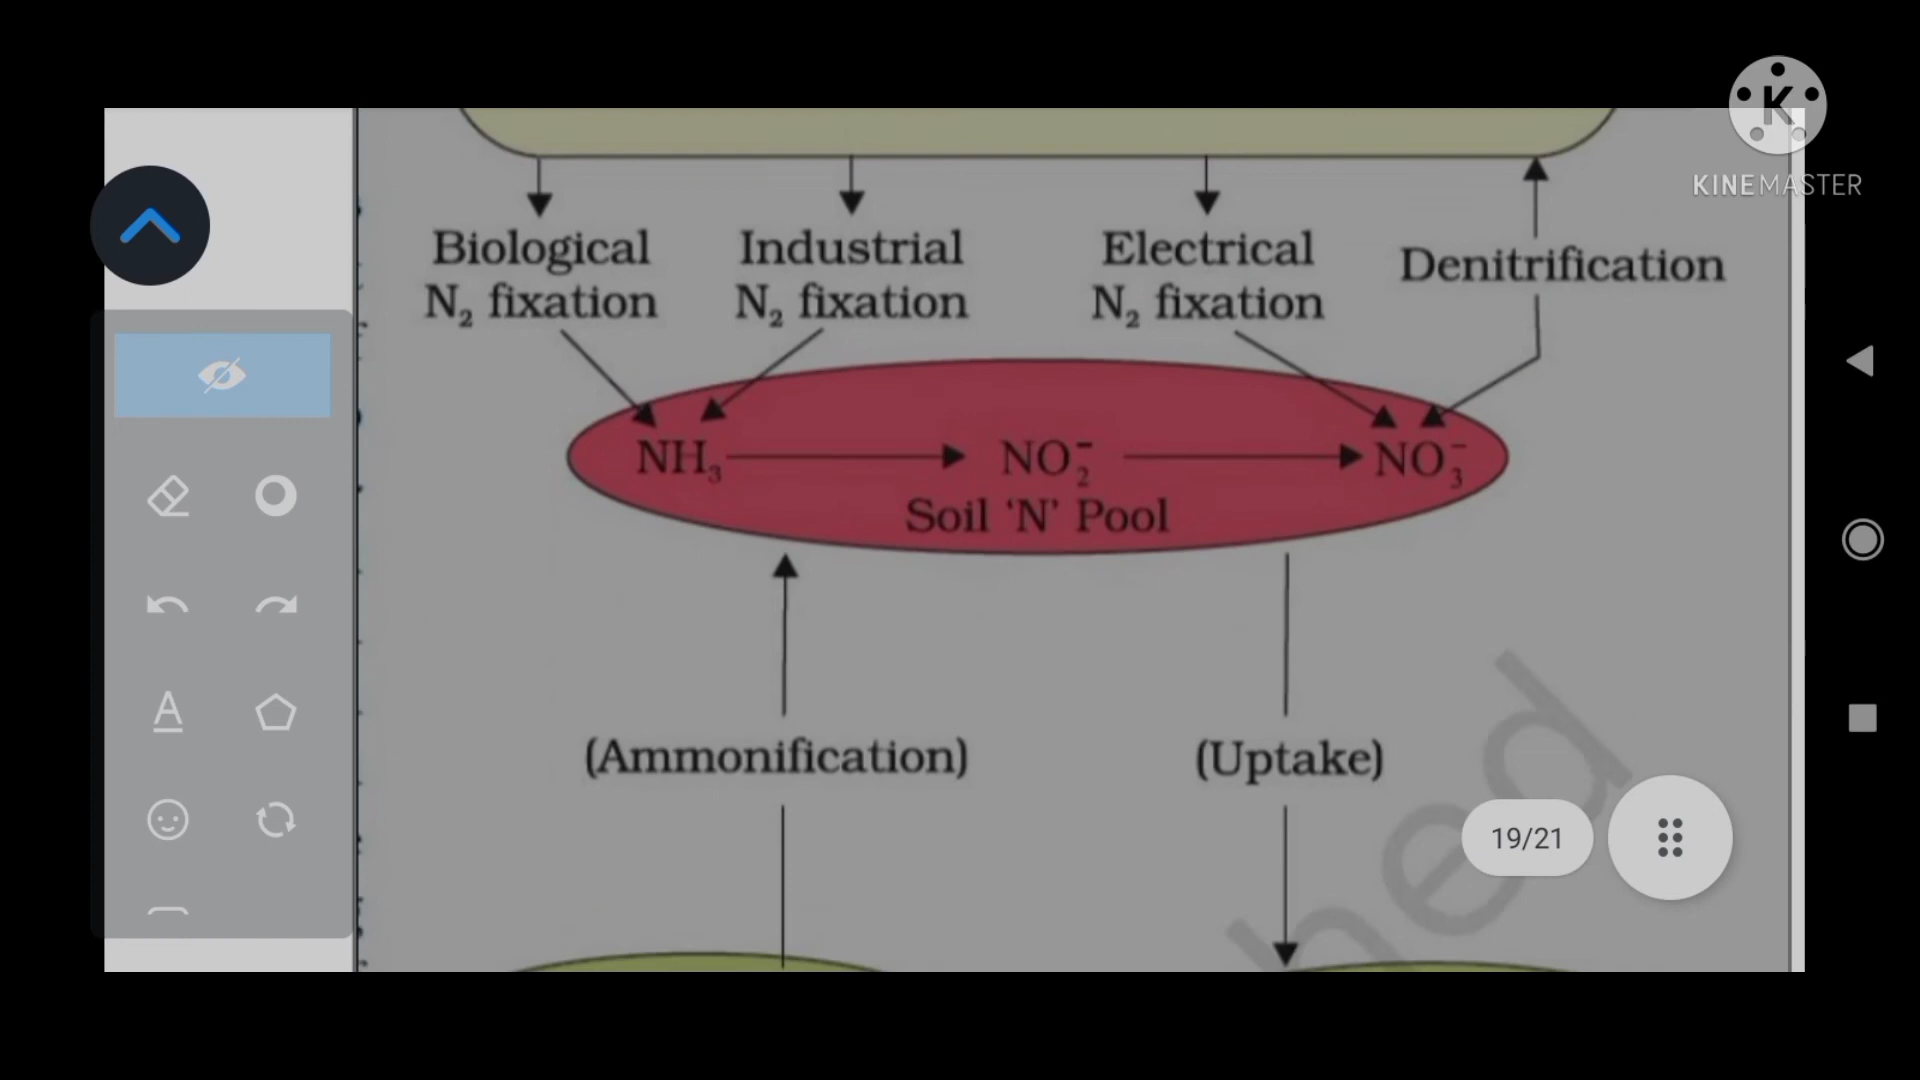 KINEMASTER
Biological
N₂ fixation
Industrial
N₂ fixation
Electrical
N₂ fixation
Denitrification
NH₃ NO₂⁻ NO₃⁻
Soil ‘N’ Pool
(Ammonification)
(Uptake)
19/21
hed
A
K